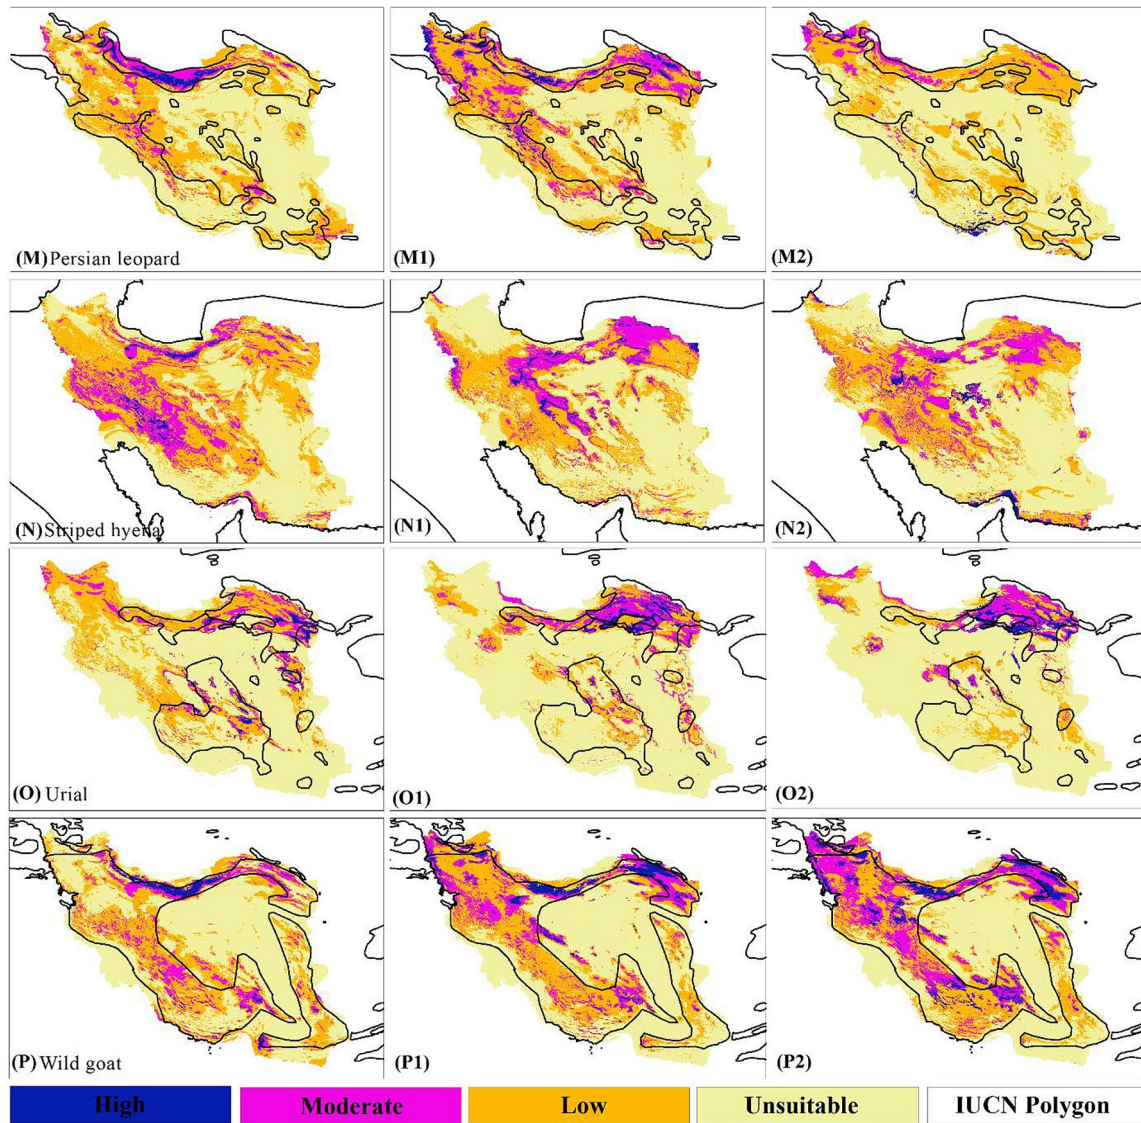 (M) Persian leopard
(M1)
(M2)
(N) Striped hyena
(N1)
(N2)
(O) Urial
(O1)
(O2)
(P) Wild goat
(P1)
(P2)
High
Moderate
Low
Unsuitable
IUCN Polygon